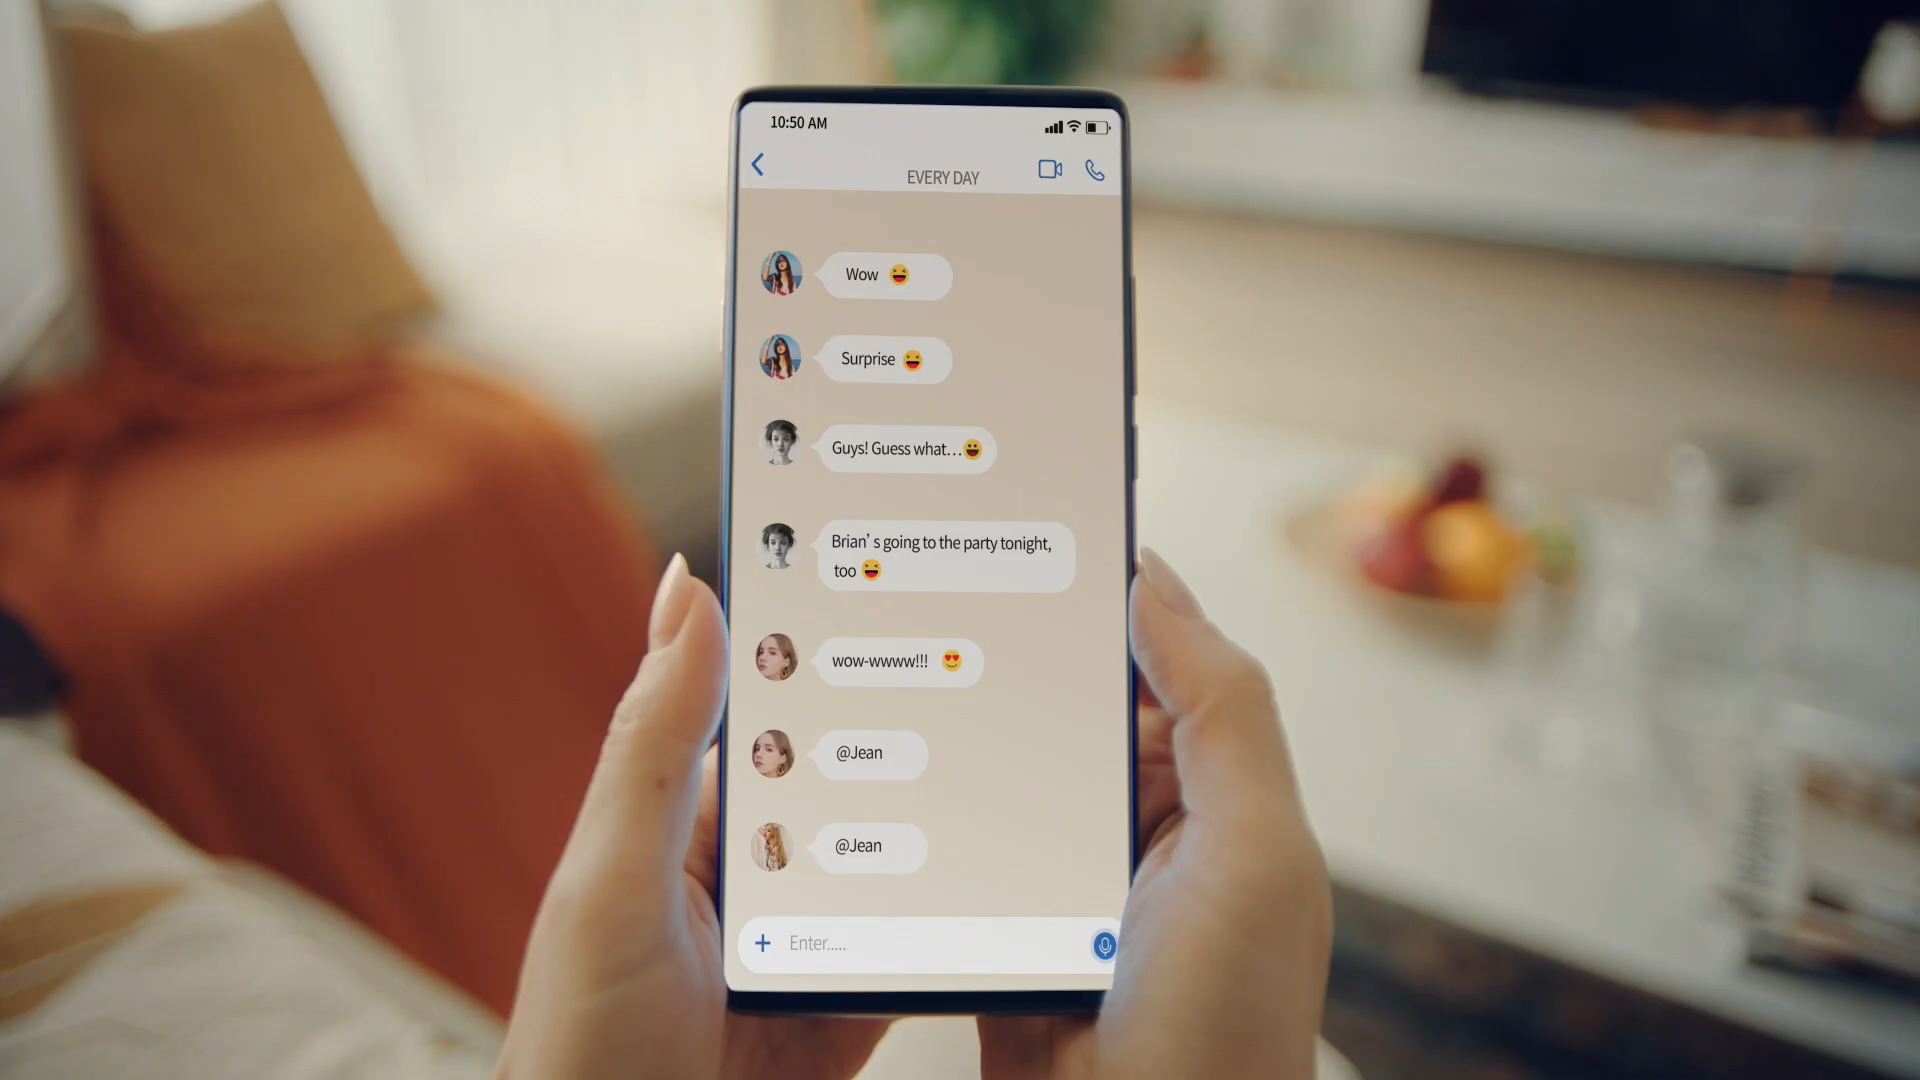 10:50 AM
EVERY DAY
Wow 😆
Surprise 😆
Guys! Guess what...😃
Brian's going to the party tonight,
too 😆
wow-wwww!!! 😍
@Jean
@Jean
Enter.....